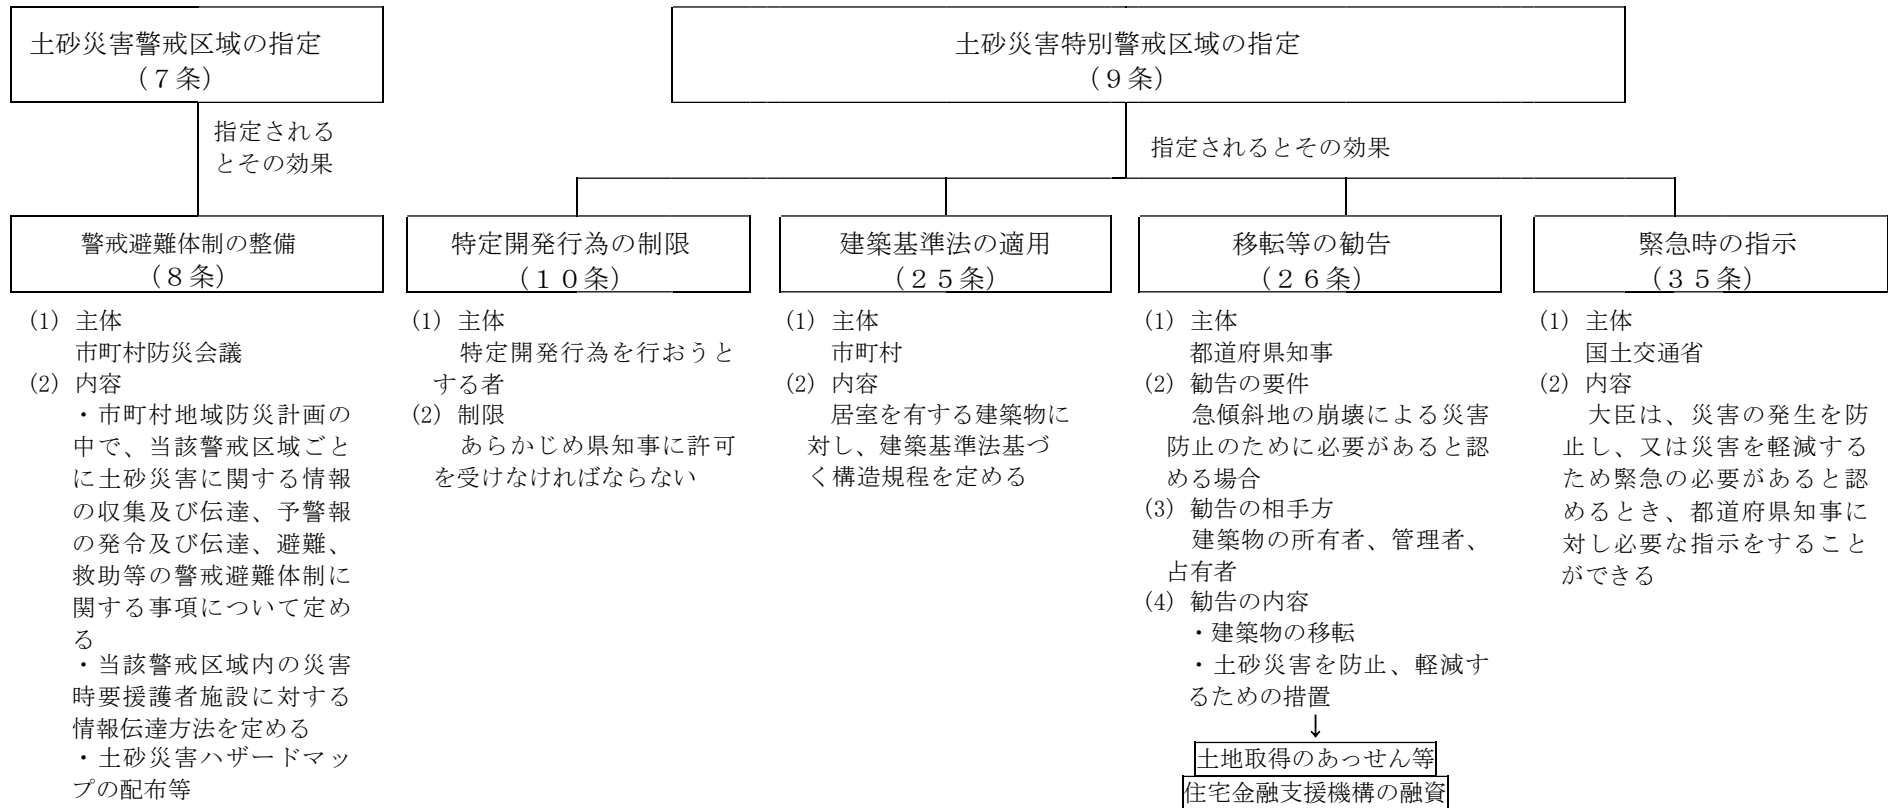 土砂災害警戒区域の指定
（７条）
土砂災害特別警戒区域の指定
（９条）
指定される
とその効果
指定されるとその効果
警戒避難体制の整備
（８条）
(1) 主体
市町村防災会議
(2) 内容
・市町村地域防災計画の
中で、当該警戒区域ごと
に土砂災害に関する情報
の収集及び伝達、予警報
の発令及び伝達、避難、
救助等の警戒避難体制に
関する事項について定め
る
・当該警戒区域内の災害
時要援護者施設に対する
情報伝達方法を定める
・土砂災害ハザードマッ
プの配布等
特定開発行為の制限
（１０条）
(1) 主体
特定開発行為を行おうと
する者
(2) 制限
あらかじめ県知事に許可
を受けなければならない
建築基準法の適用
（２５条）
(1) 主体
市町村
(2) 内容
居室を有する建築物に
対し、建築基準法基づ
く構造規程を定める
移転等の勧告
（２６条）
(1) 主体
都道府県知事
(2) 勧告の要件
急傾斜地の崩壊による災害
防止のために必要があると認
める場合
(3) 勧告の相手方
建築物の所有者、管理者、
占有者
(4) 勧告の内容
・建築物の移転
・土砂災害を防止、軽減す
るための措置
↓
土地取得のあっせん等
住宅金融支援機構の融資
緊急時の指示
（３５条）
(1) 主体
国土交通省
(2) 内容
大臣は、災害の発生を防
止し、又は災害を軽減する
ため緊急の必要があると認
めるとき、都道府県知事に
対し必要な指示をすること
ができる